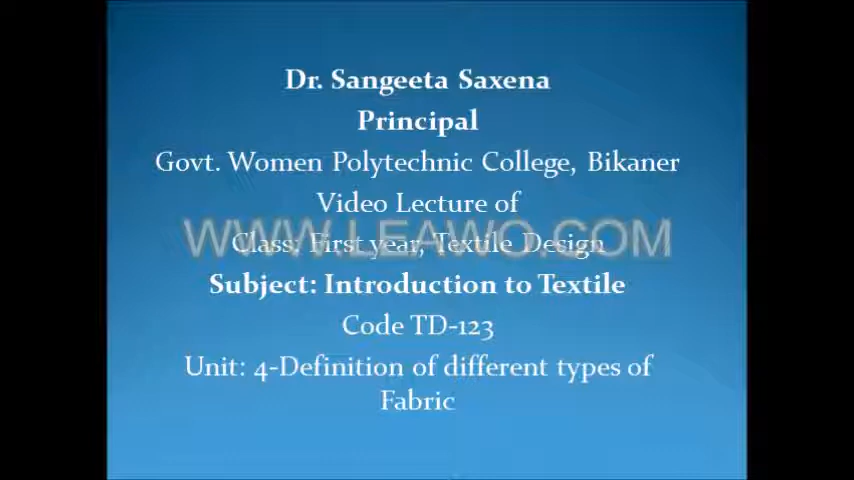 Dr. Sangeeta Saxena
Principal
Govt. Women Polytechnic College, Bikaner
Video Lecture of
WWW.LEAWO.COM
Class: First year, Textile Design
Subject: Introduction to Textile
Code TD-123
Unit: 4-Definition of different types of
Fabric